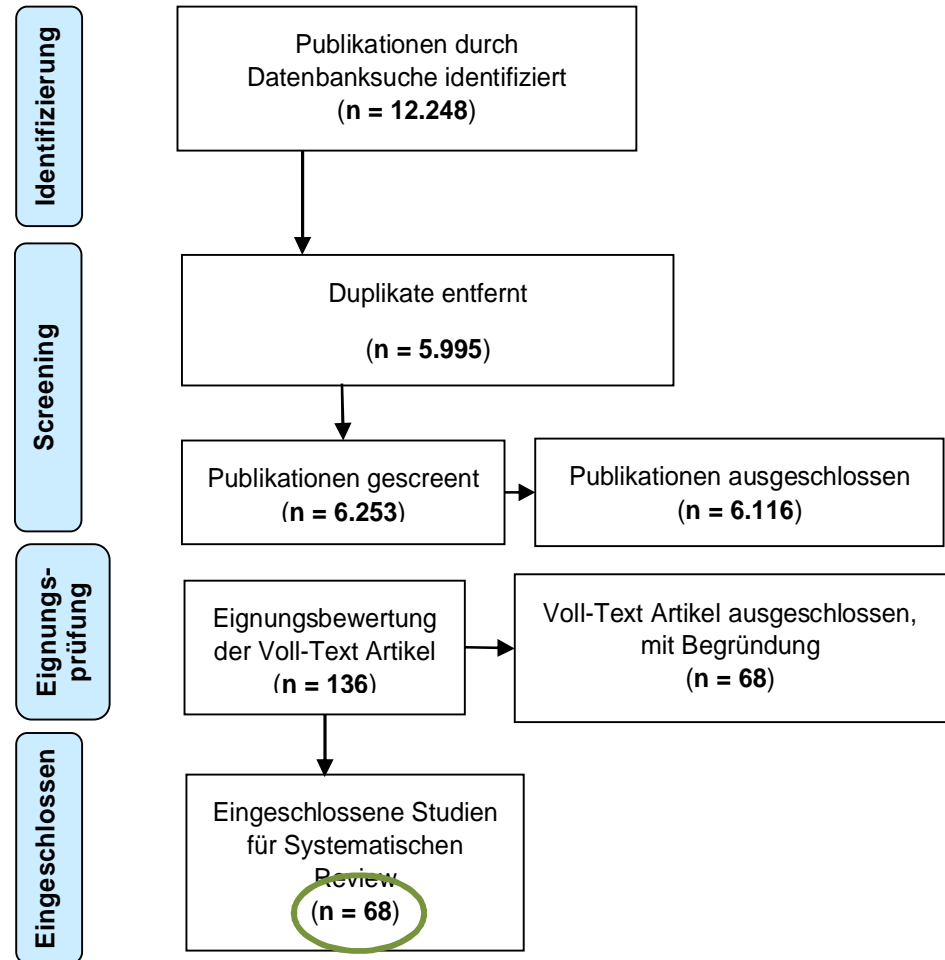 Identifizierung
Publikationen durch
Datenbanksuche identifiziert
(n = 12.248)
Screening
Duplikate entfernt
(n = 5.995)
Publikationen gescreent
(n = 6.253)
Publikationen ausgeschlossen
(n = 6.116)
Eignungs-
prüfung
Eignungsbewertung
der Voll-Text Artikel
(n = 136)
Voll-Text Artikel ausgeschlossen,
mit Begründung
(n = 68)
Eingeschlossen
Eingeschlossene Studien
für Systematischen
Review
(n = 68)